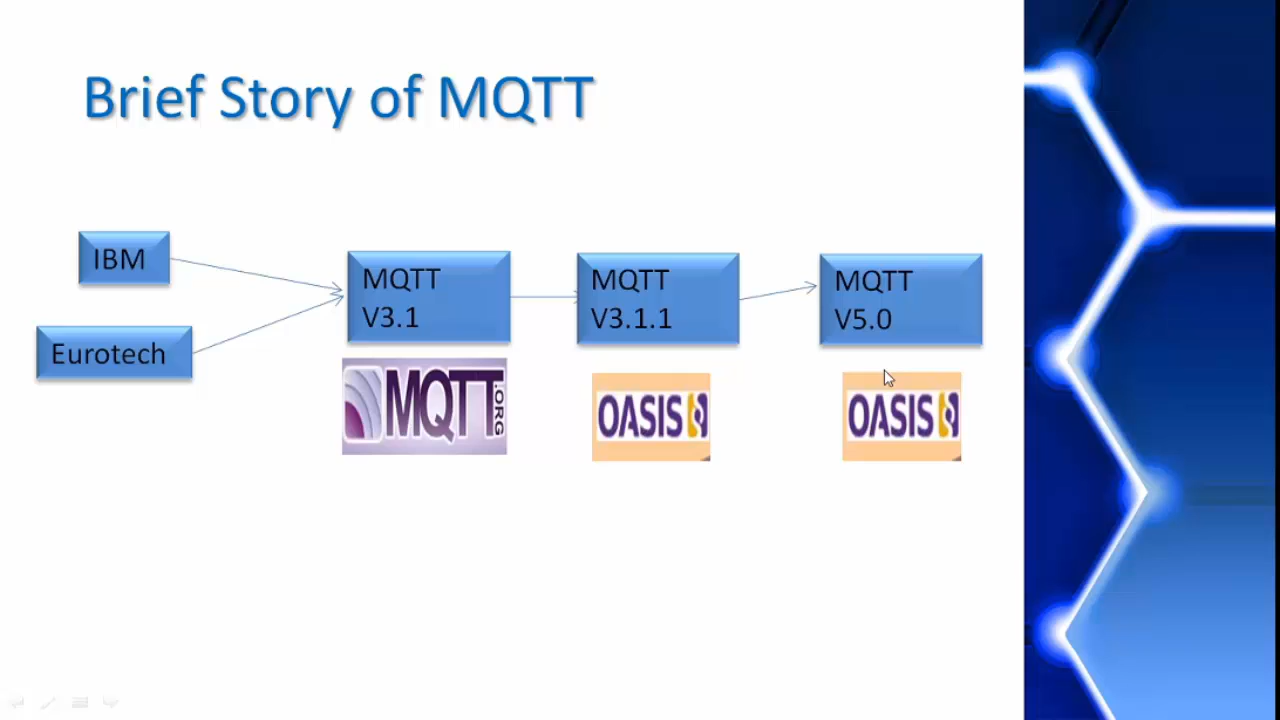 Brief Story of MQTT
IBM
Eurotech
MQTT
V3.1
MQTT
V3.1.1
MQTT
V5.0
MQTT.ORG
OASIS
OASIS